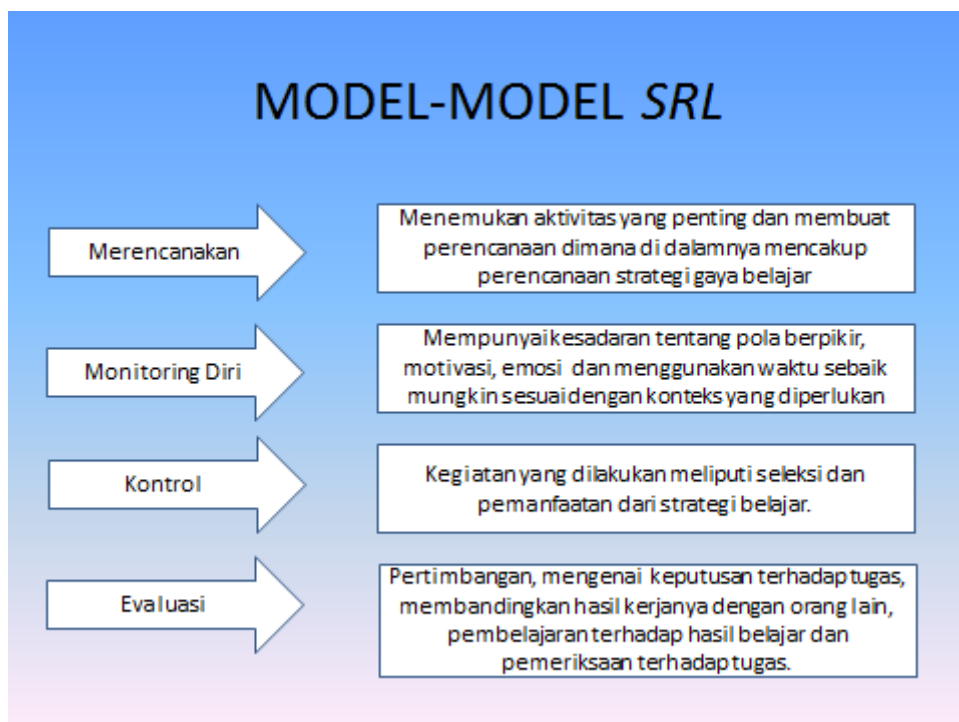 MODEL-MODEL SRL
Merencanakan
Menemukan aktivitas yang penting dan membuat
perencanaan dimana di dalamnya mencakup
perencanaan strategi gaya belajar
Monitoring Diri
Mempunyai kesadaran tentang pola berpikir,
motivasi, emosi dan menggunakan waktu sebaik
mungkin sesuai dengan konteks yang diperlukan
Kontrol
Kegiatan yang dilakukan meliputi seleksi dan
pemanfaatan dari strategi belajar.
Evaluasi
Pertimbangan, mengenai keputusan terhadap tugas,
membandingkan hasil kerjanya dengan orang lain,
pembelajaran terhadap hasil belajar dan
pemeriksaan terhadap tugas.